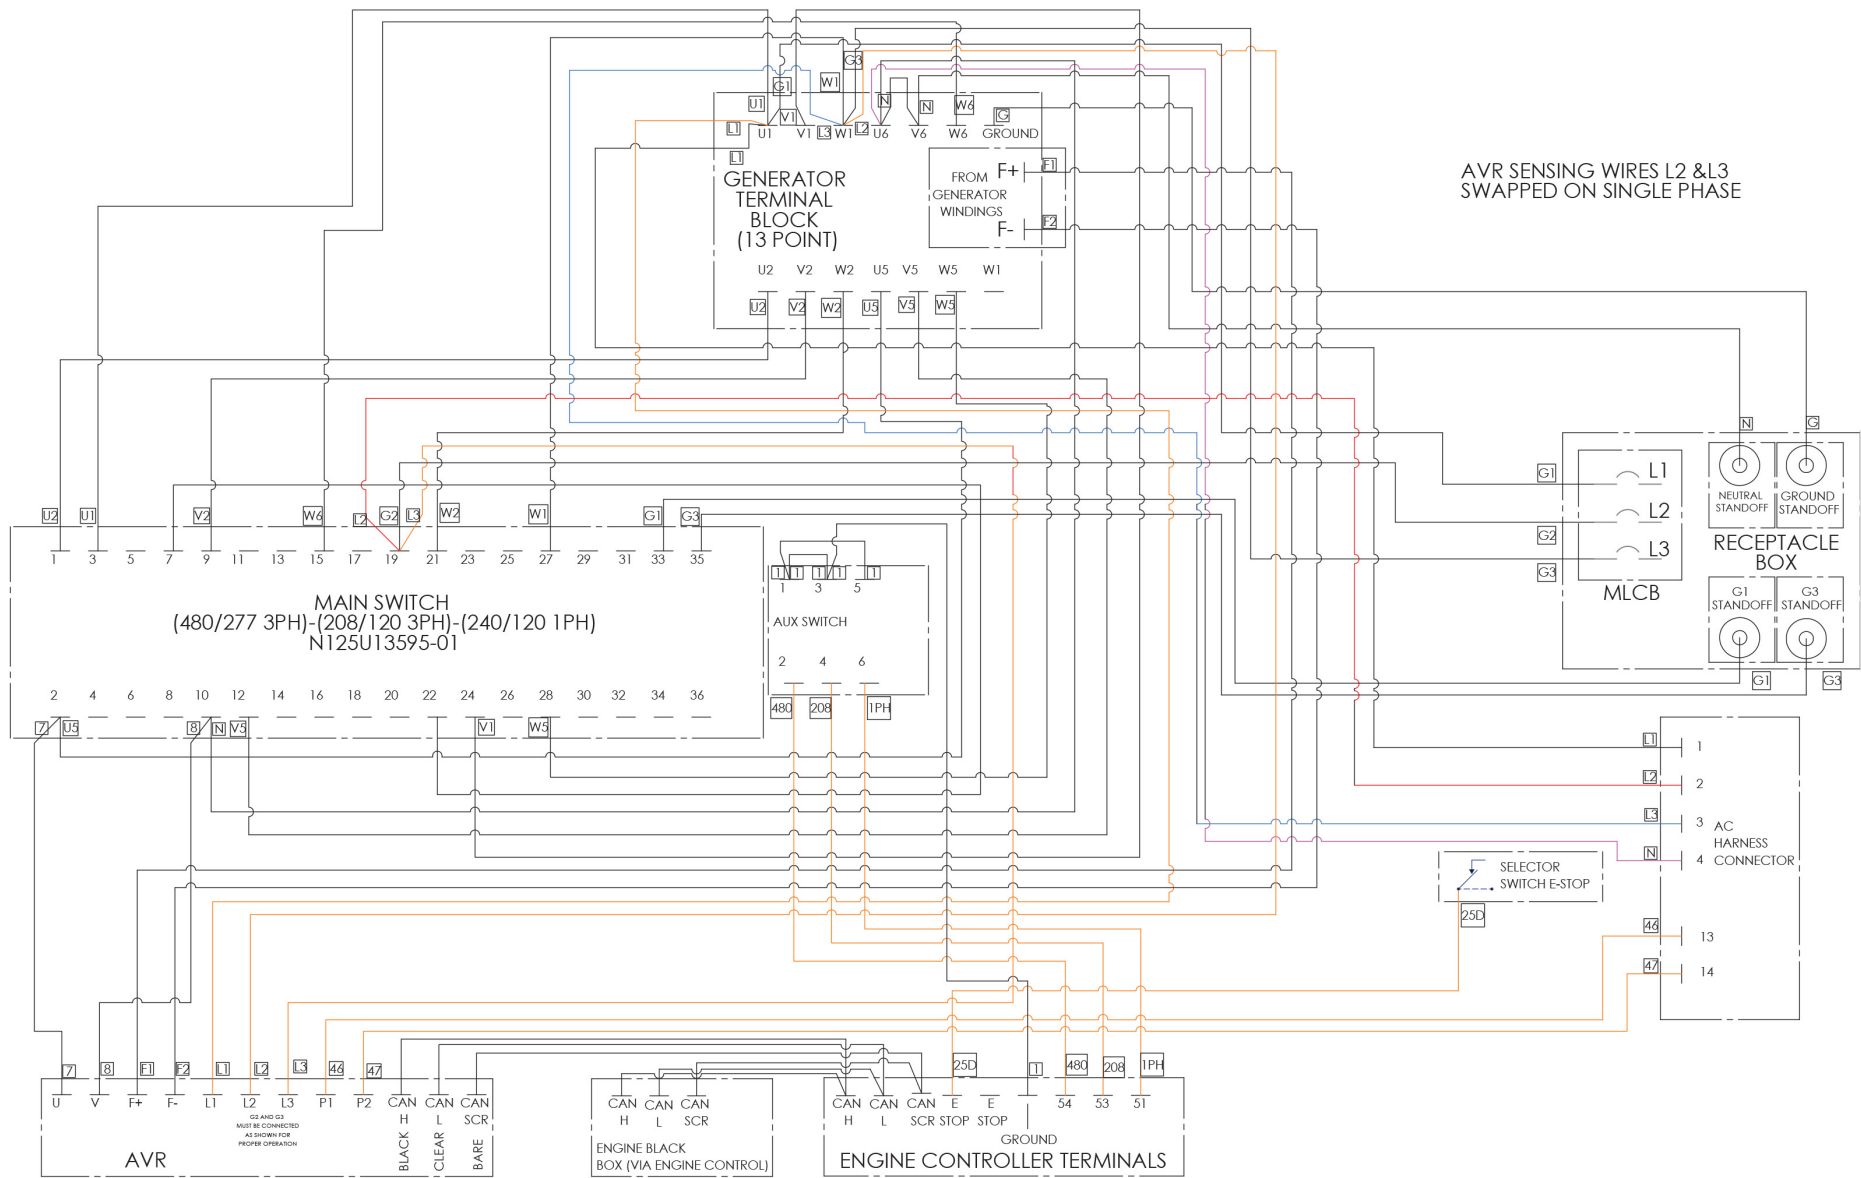 G3
G1
W1
U1
V1
N
N
W6
G
L1
L3
L2
U1
V1
W1
U6
V6
W6
GROUND
L1
GENERATOR
TERMINAL
BLOCK
(13 POINT)
FROM
GENERATOR
WINDINGS
F+
F-
F1
F2
U2
V2
W2
U5
V5
W5
W1
U2
V2
W2
U5
V5
W5
AVR SENSING WIRES L2 &L3
SWAPPED ON SINGLE PHASE
U2
U1
V2
W6
L2
G2
L3
W2
W1
G1
G3
1
3
5
7
9
11
13
15
17
19
21
23
25
27
29
31
33
35
MAIN SWITCH
(480/277 3PH)-(208/120 3PH)-(240/120 1PH)
N125U13595-01
2
4
6
8
10
12
14
16
18
20
22
24
26
28
30
32
34
36
7
U5
8
N
V5
V1
W5
1
1
1
1
1
1
3
5
AUX SWITCH
2
4
6
480
208
1PH
N
G
G1
G2
G3
L1
L2
L3
MLCB
NEUTRAL
STANDOFF
GROUND
STANDOFF
RECEPTACLE
BOX
G1
STANDOFF
G3
STANDOFF
G1
G3
L1
L2
L3
N
46
47
1
2
3
4
13
14
AC
HARNESS
CONNECTOR
SELECTOR
SWITCH E-STOP
25D
7
8
F1
F2
L1
L2
L3
46
47
U
V
F+
F-
L1
L2
L3
P1
P2
CAN
H
CAN
L
CAN
SCR
G2 AND G3
MUST BE CONNECTED
AS SHOWN FOR
PROPER OPERATION
BLACK
CLEAR
BARE
AVR
CAN
H
CAN
L
CAN
SCR
ENGINE BLACK
BOX (VIA ENGINE CONTROL)
25D
1
480
208
1PH
CAN
H
CAN
L
CAN
SCR
E
STOP
E
STOP
54
53
51
GROUND
ENGINE CONTROLLER TERMINALS